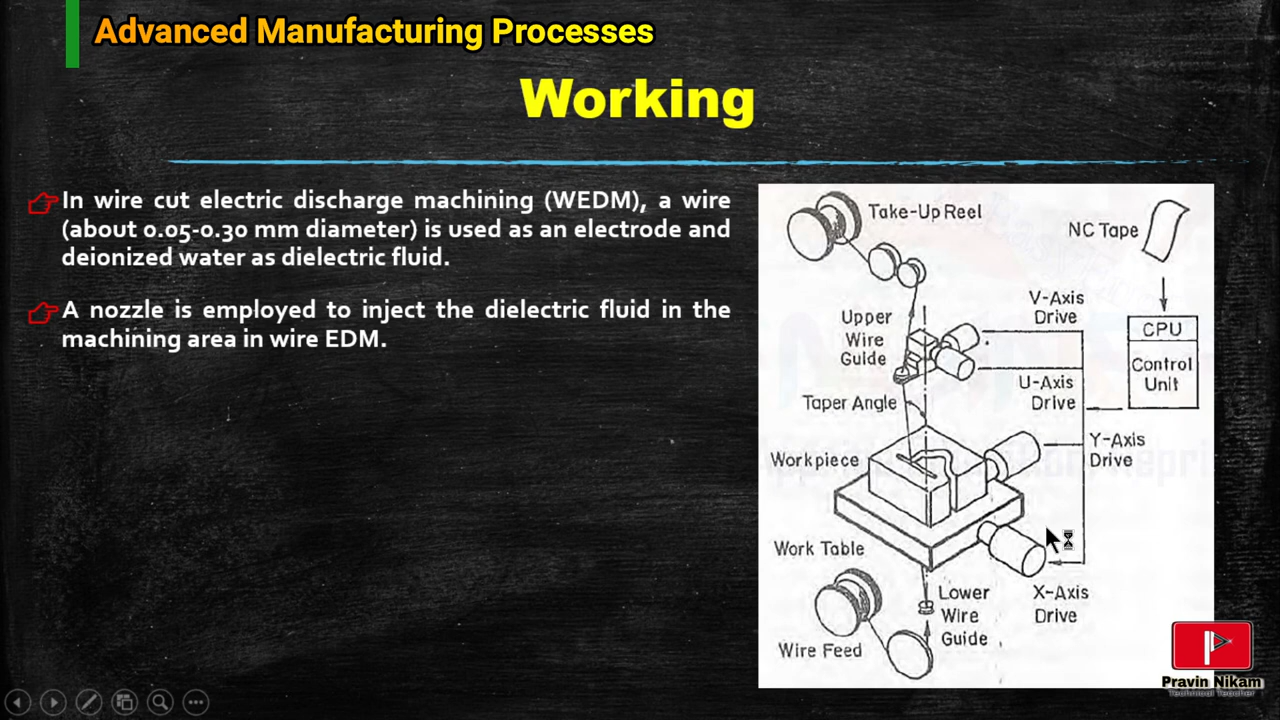 Advanced Manufacturing Processes
Working
In wire cut electric discharge machining (WEDM), a wire
(about 0.05-0.30 mm diameter) is used as an electrode and
deionized water as dielectric fluid.
A nozzle is employed to inject the dielectric fluid in the
machining area in wire EDM.
Take-Up Reel
NC Tape
V-Axis
Drive
Upper
Wire
Guide
CPU
Control
Unit
U-Axis
Drive
Taper Angle
Y-Axis
Drive
Workpiece
Work Table
Lower
Wire
Guide
X-Axis
Drive
Wire Feed
Pravin Nikam
Technical Teacher